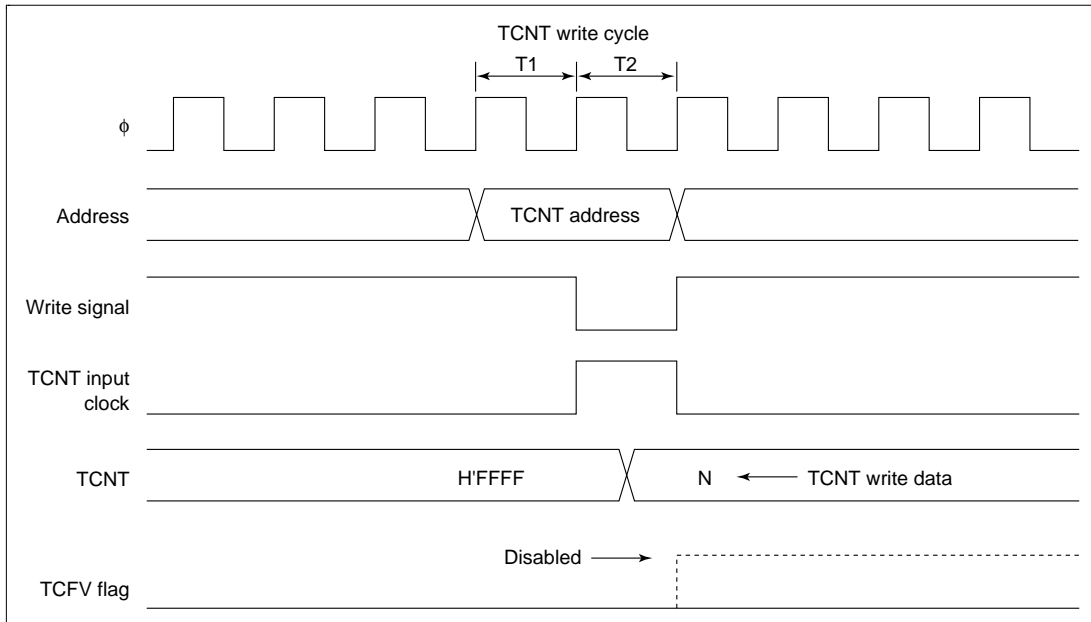 TCNT write cycle
T1 T2
φ
Address
TCNT address
Write signal
TCNT input
clock
TCNT
H'FFFF
N
TCNT write data
Disabled
TCFV flag